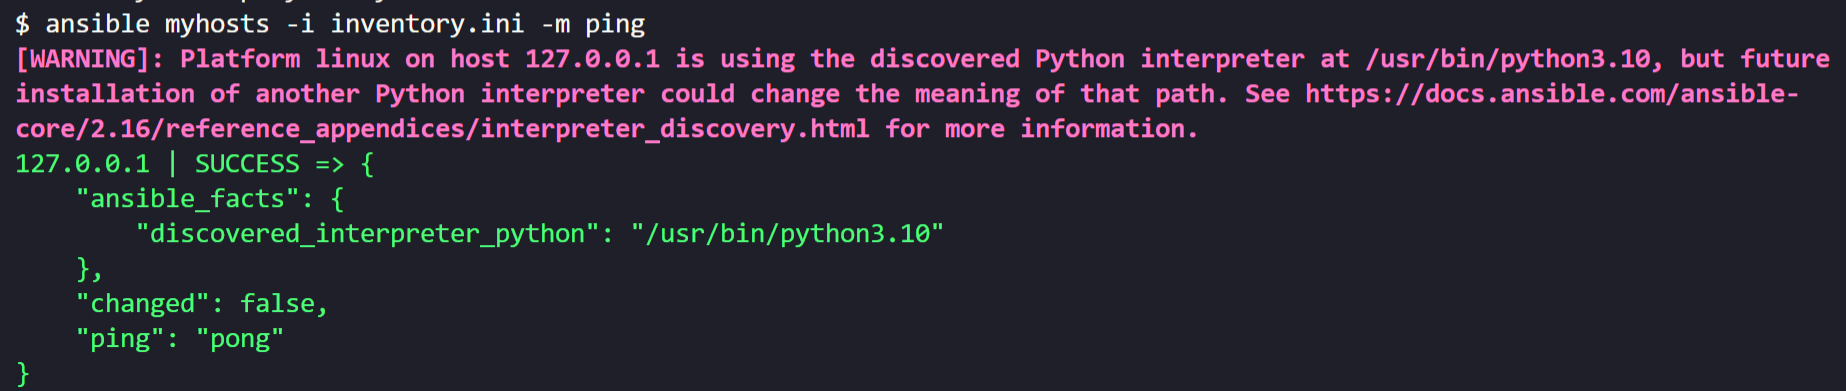 $ ansible myhosts -i inventory.ini -m ping
[WARNING]: Platform linux on host 127.0.0.1 is using the discovered Python interpreter at /usr/bin/python3.10, but future
installation of another Python interpreter could change the meaning of that path. See https://docs.ansible.com/ansible-
core/2.16/reference_appendices/interpreter_discovery.html for more information.
127.0.0.1 | SUCCESS => {
    "ansible_facts": {
        "discovered_interpreter_python": "/usr/bin/python3.10"
    },
    "changed": false,
    "ping": "pong"
}